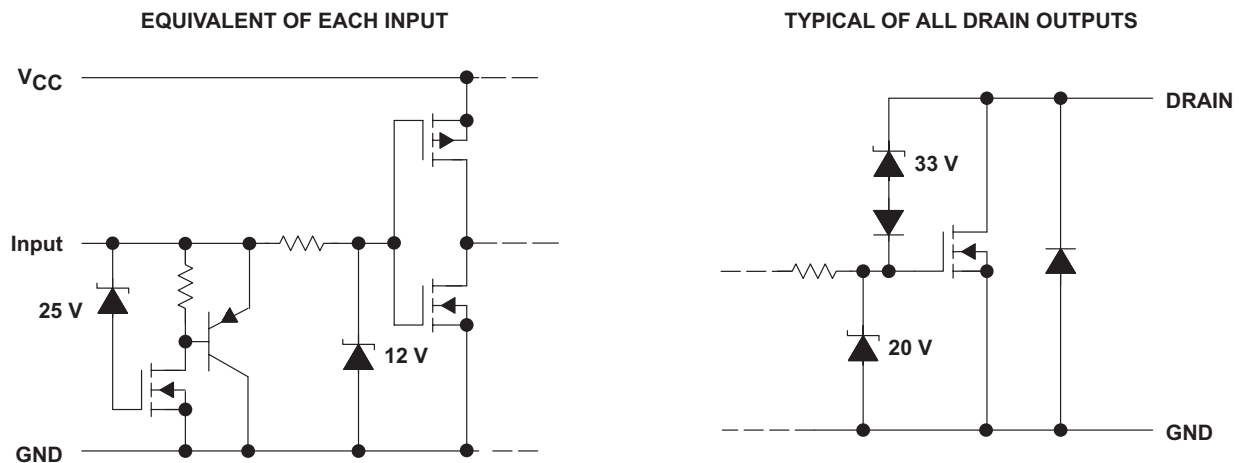 EQUIVALENT OF EACH INPUT
TYPICAL OF ALL DRAIN OUTPUTS
VCC
DRAIN
33 V
Input
25 V
20 V
12 V
GND
GND